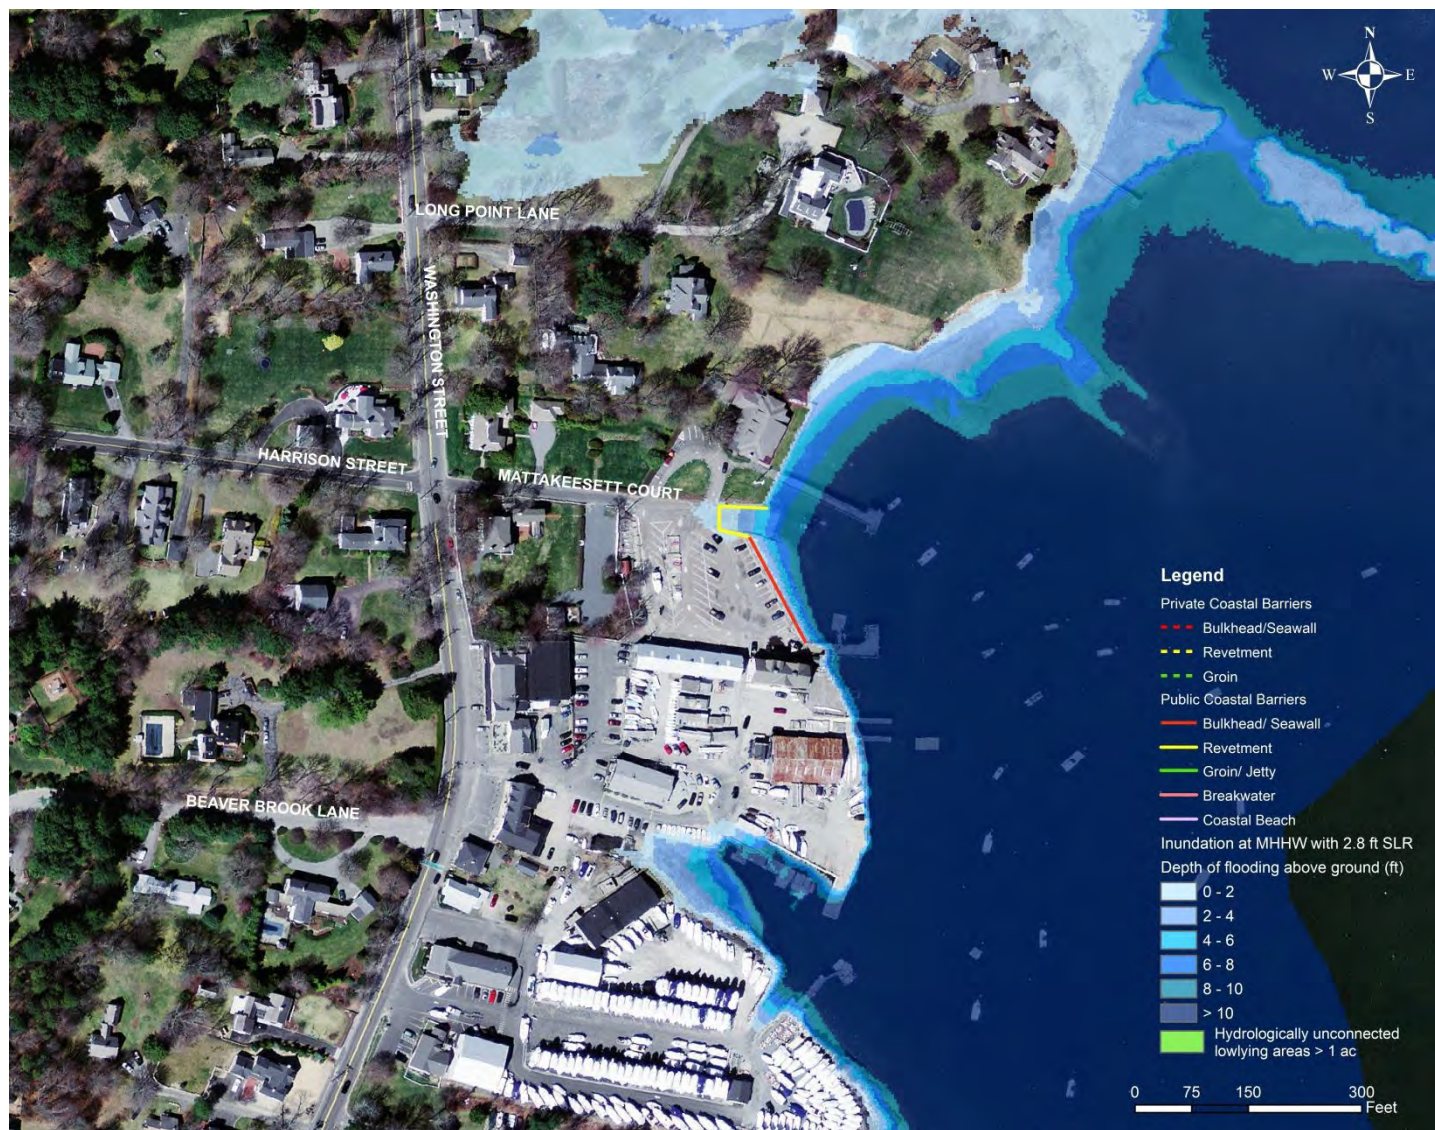 N
W E
S
LONG POINT LANE
WASHINGTON STREET
HARRISON STREET
MATTAKEESETT COURT
BEAVER BROOK LANE
Legend
Private Coastal Barriers
Bulkhead/Seawall
Revetment
Groin
Public Coastal Barriers
Bulkhead/ Seawall
Revetment
Groin/ Jetty
Breakwater
Coastal Beach
Inundation at MHHW with 2.8 ft SLR
Depth of flooding above ground (ft)
0 - 2
2 - 4
4 - 6
6 - 8
8 - 10
> 10
Hydrologically unconnected
lowlying areas > 1 ac
0 75 150 300
Feet